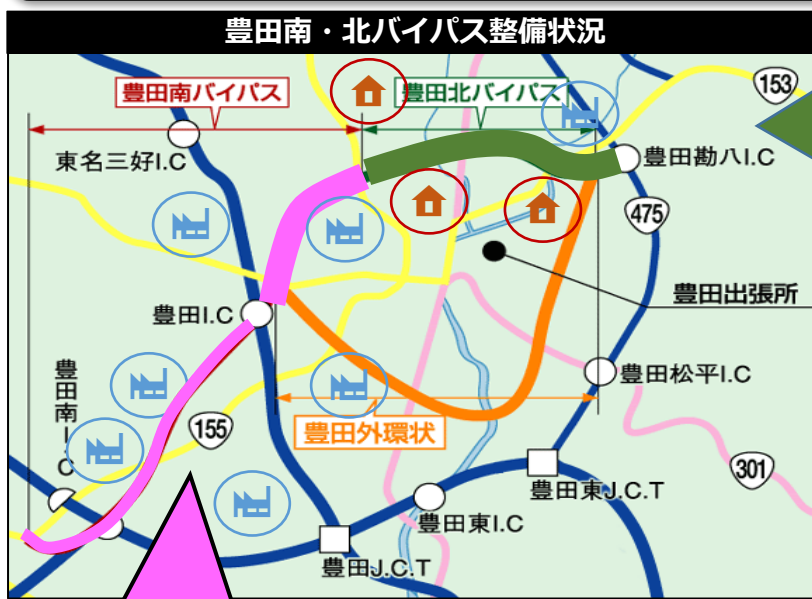 豊田南・北バイパス整備状況
豊田南バイパス
豊田北バイパス
153
東名三好I.C
豊田勘八I.C
475
豊田出張所
豊田I.C
豊田松平I.C
豊田南I.C
155
豊田外環状
301
豊田東J.C.T
豊田東I.C
豊田J.C.T